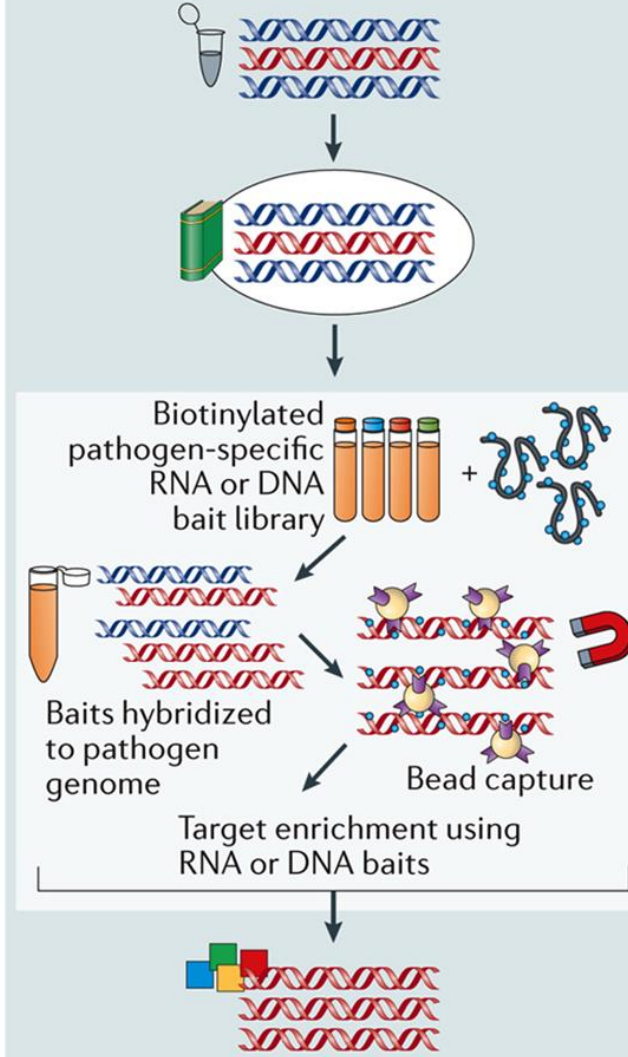 Biotinylated
pathogen-specific
RNA or DNA
bait library
+
Baits hybridized
to pathogen
genome
Bead capture
Target enrichment using
RNA or DNA baits